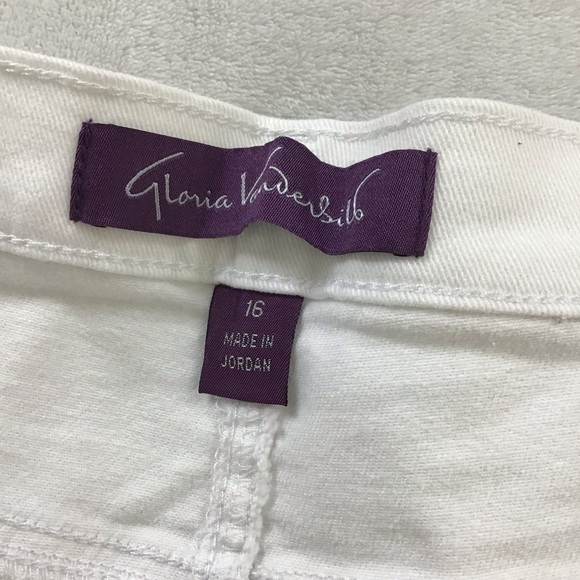 Gloria Vanderbilt
16
MADE IN
JORDAN